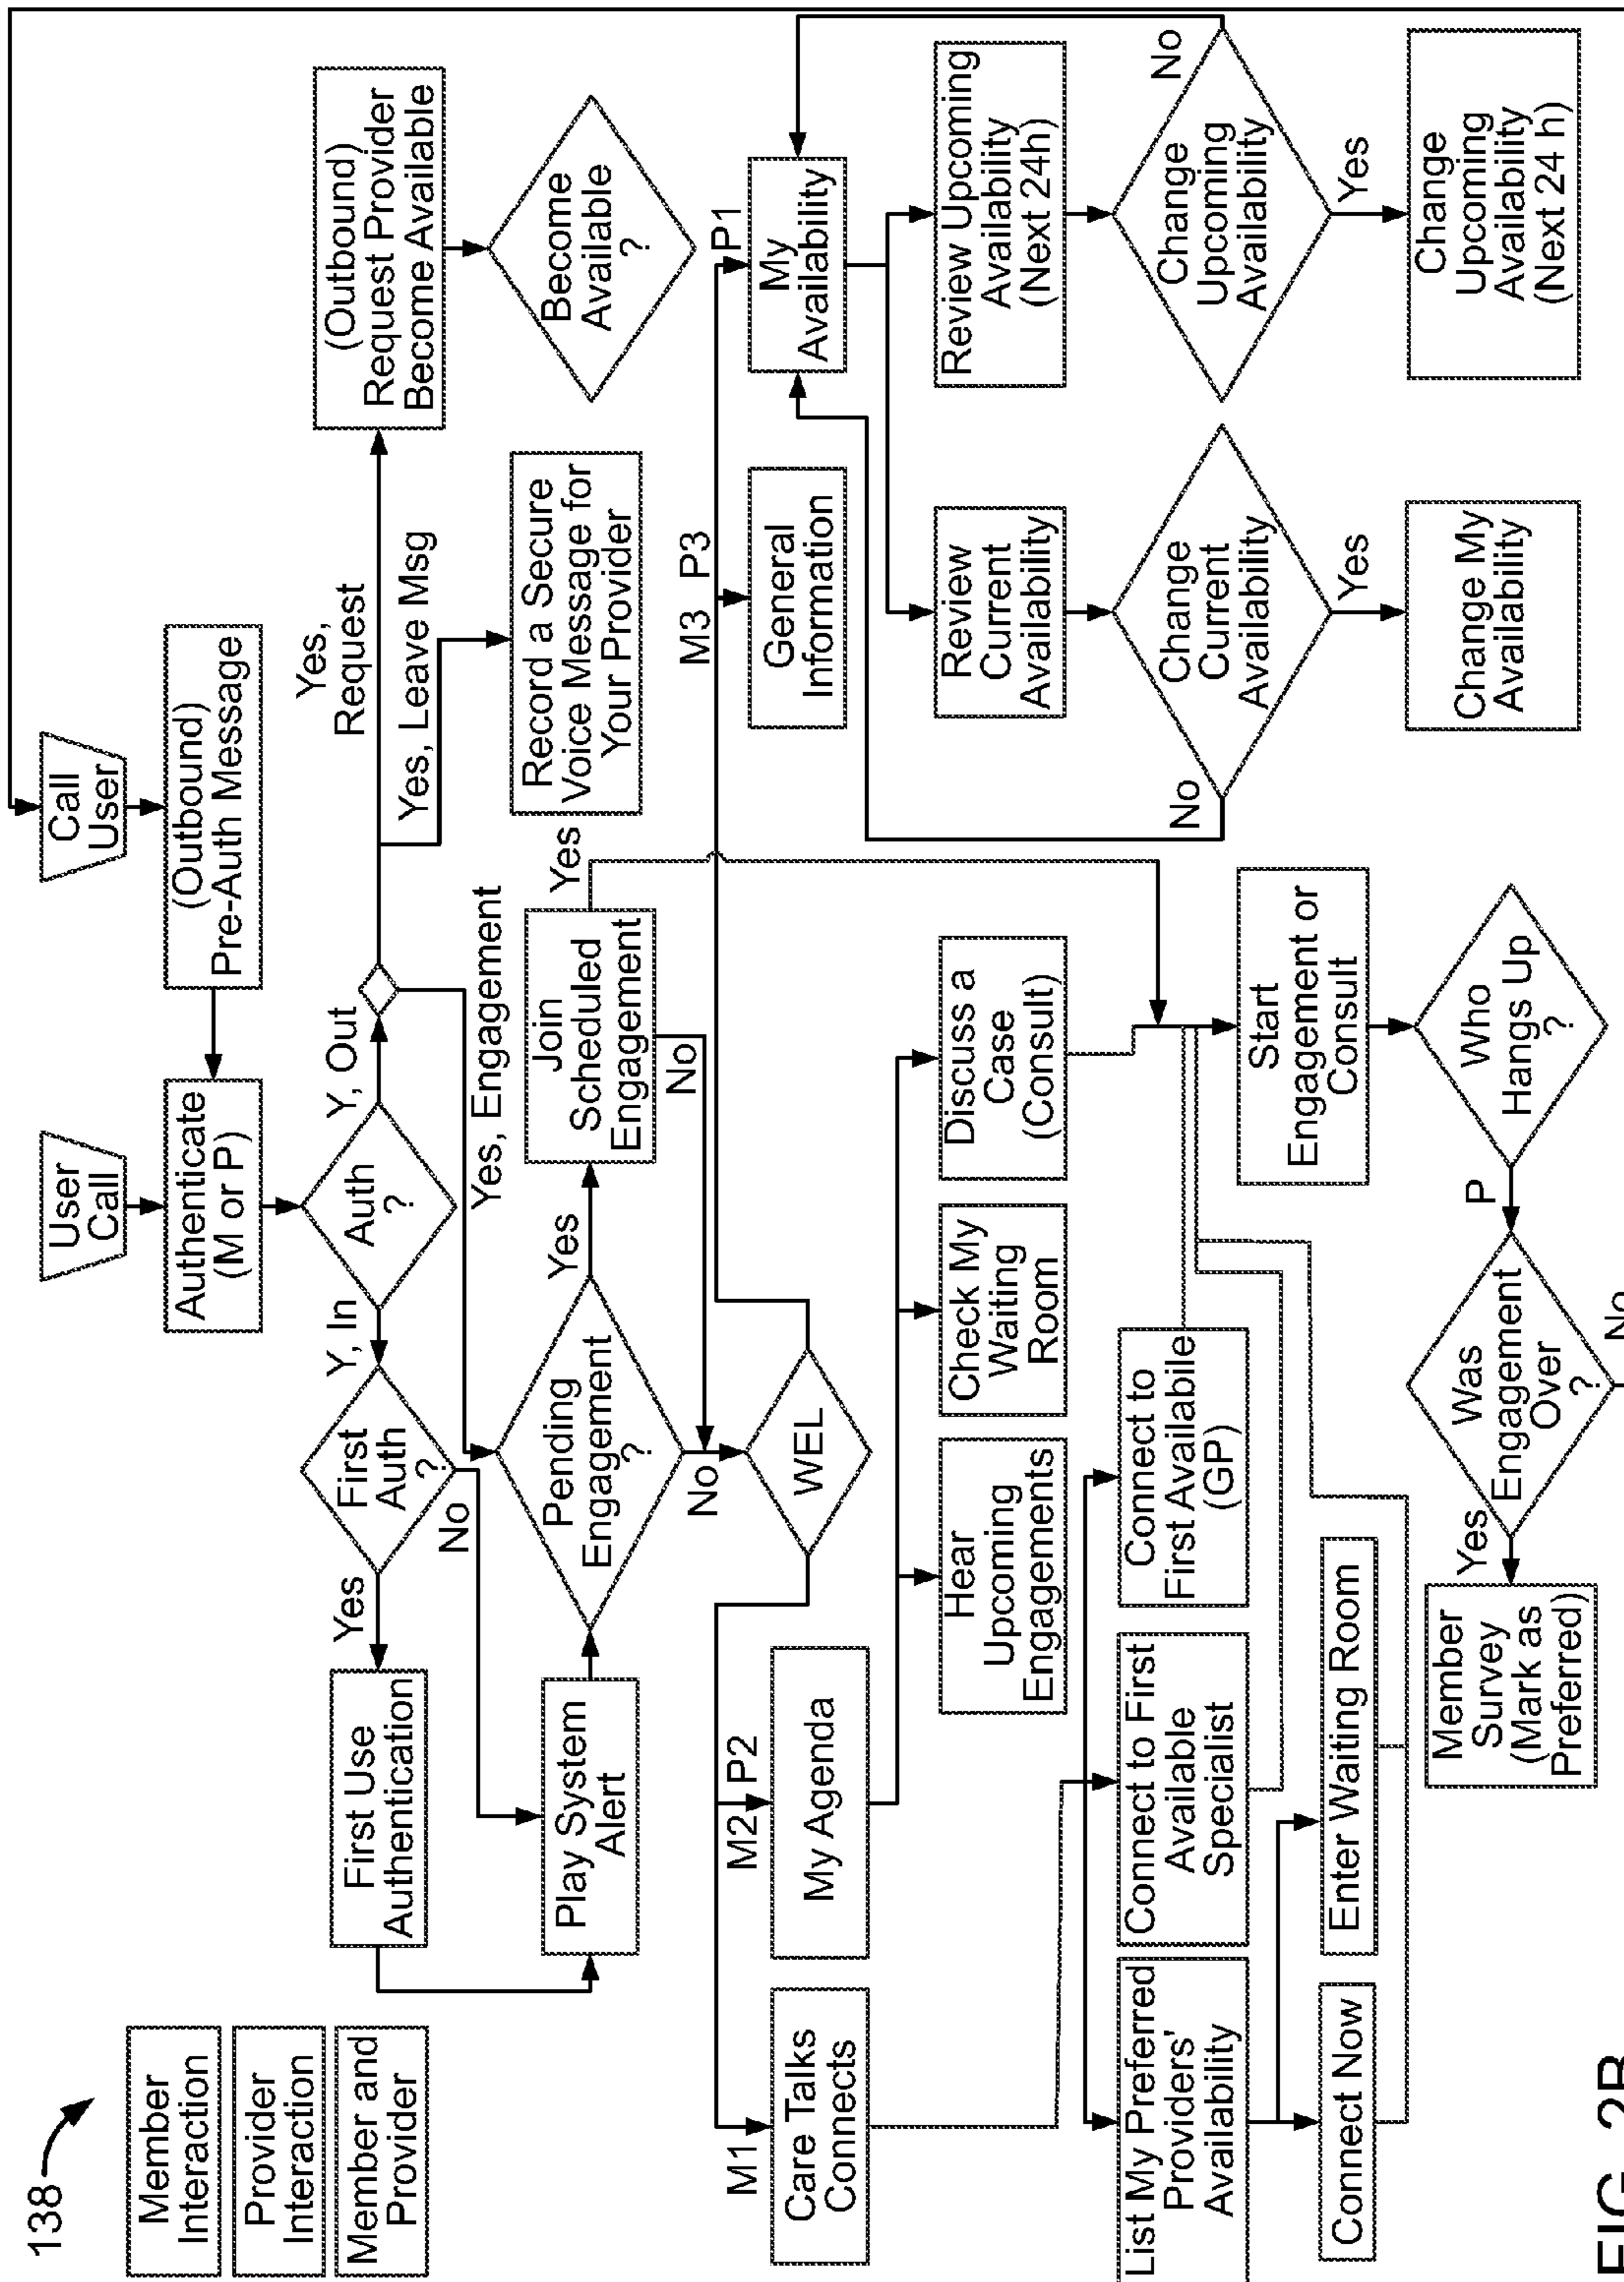 138
Member
Interaction
Provider
Interaction
Member and
Provider
User
Call
Call
User
Authenticate
(M or P)
(Outbound)
Pre-Auth Message
Auth
?
Y, In
Y, Out
First
Auth
?
Yes
No
First Use
Authentication
Yes,
Request
Yes, Leave Msg
Yes, Engagement
(Outbound)
Request Provider
Become Available
Become
Available
?
Record a Secure
Voice Message for
Your Provider
Play System
Alert
Pending
Engagement
?
Yes
No
Join
Scheduled
Engagement
Yes
No
WEL
M1
M2 P2
M3 P3
P1
Care Talks
Connects
My Agenda
General
Information
My
Availability
Hear
Upcoming
Engagements
Check My
Waiting
Room
Discuss a
Case
(Consult)
Review
Current
Availability
Review Upcoming
Availability
(Next 24h)
List My Preferred
Providers'
Availability
Connect to First
Available
Specialist
Connect to
First Availabile
(GP)
Change
Current
Availability
No
Yes
Change
Upcoming
Availability
No
Yes
Connect Now
Enter Waiting Room
Start
Engagement or
Consult
Change My
Availability
Change
Upcoming
Availability
(Next 24 h)
Who
Hangs Up
?
P
Was
Engagement
Over
?
Yes
No
Member
Survey
(Mark as
Preferred)
FIG. 2B